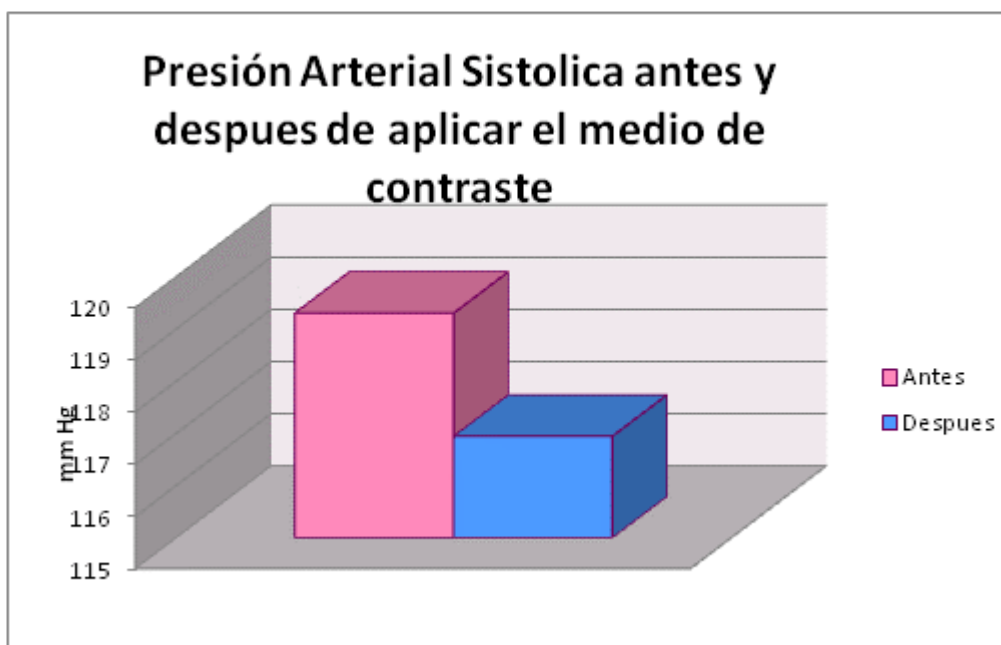 Presión Arterial Sistolica antes y
despues de aplicar el medio de
contraste
120
119
118
117
116
115
mm Hg
Antes
Despues